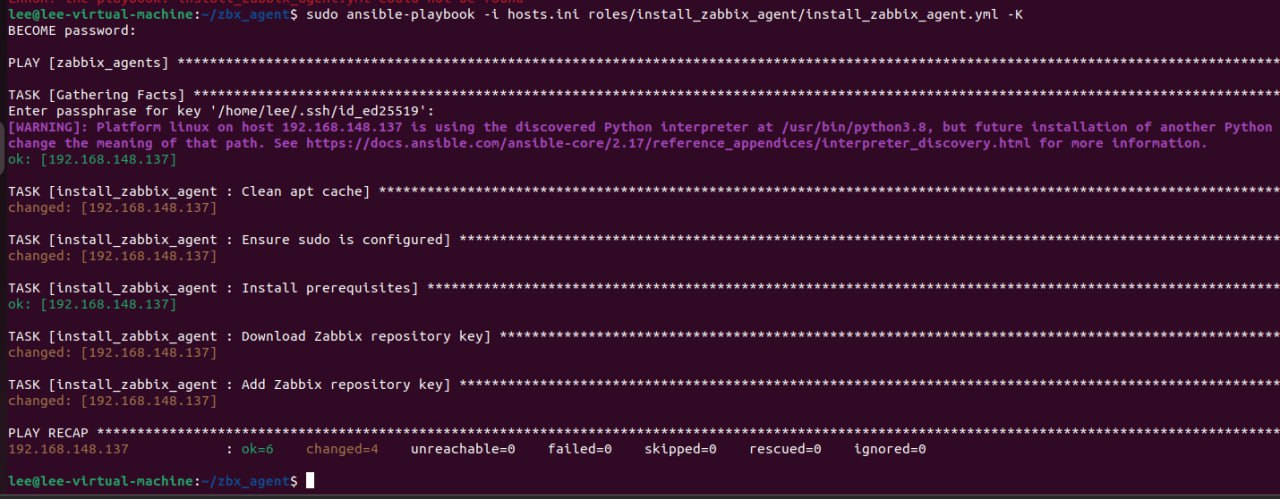 lee@lee-virtual-machine:~/zbx_agent$ sudo ansible-playbook -i hosts.ini roles/install_zabbix_agent/install_zabbix_agent.yml -K
BECOME password:
PLAY [zabbix_agents] ******************************************************************************************************************************************
TASK [Gathering Facts] ****************************************************************************************************************************************
Enter passphrase for key '/home/lee/.ssh/id_ed25519':
[WARNING]: Platform linux on host 192.168.148.137 is using the discovered Python interpreter at /usr/bin/python3.8, but future installation of another Python
change the meaning of that path. See https://docs.ansible.com/ansible-core/2.17/reference_appendices/interpreter_discovery.html for more information.
ok: [192.168.148.137]
TASK [install_zabbix_agent : Clean apt cache] *****************************************************************************************************************
changed: [192.168.148.137]
TASK [install_zabbix_agent : Ensure sudo is configured] *******************************************************************************************************
changed: [192.168.148.137]
TASK [install_zabbix_agent : Install prerequisites] ***********************************************************************************************************
ok: [192.168.148.137]
TASK [install_zabbix_agent : Download Zabbix repository key] **************************************************************************************************
changed: [192.168.148.137]
TASK [install_zabbix_agent : Add Zabbix repository key] *******************************************************************************************************
changed: [192.168.148.137]
PLAY RECAP ****************************************************************************************************************************************************
192.168.148.137 : ok=6 changed=4 unreachable=0 failed=0 skipped=0 rescued=0 ignored=0
lee@lee-virtual-machine:~/zbx_agent$